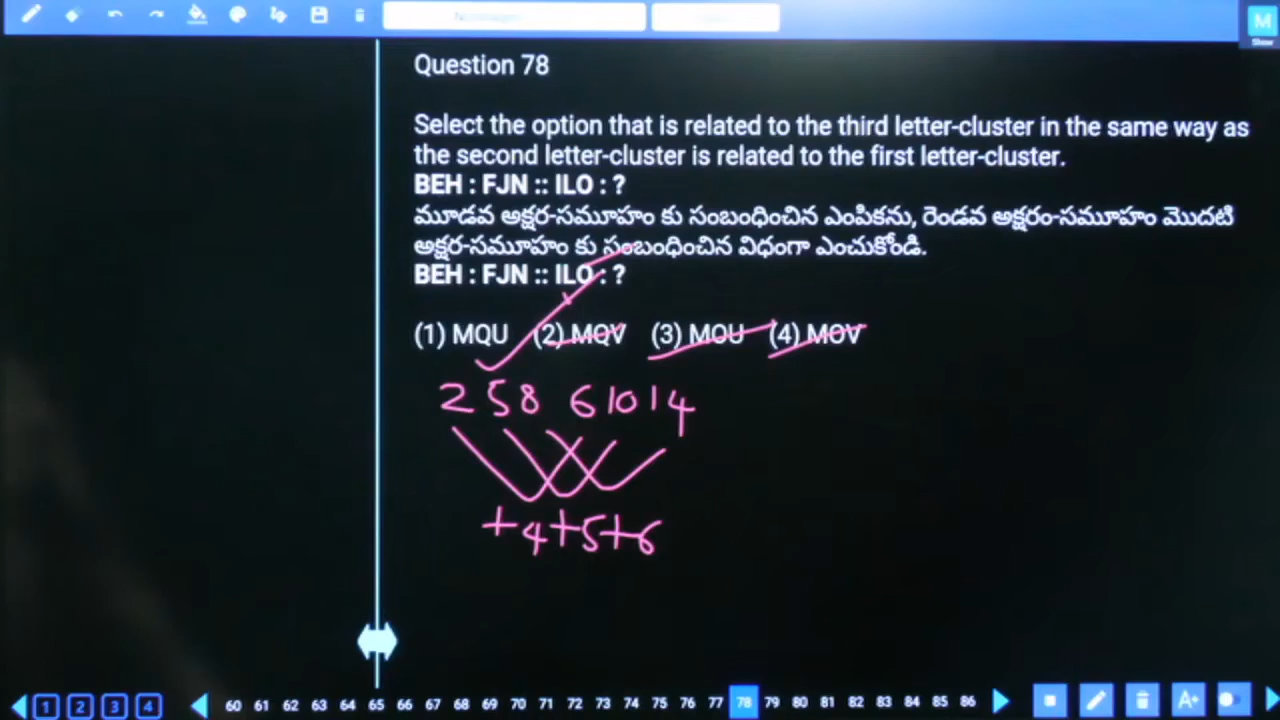 M
Show
Question 78
Select the option that is related to the third letter-cluster in the same way as
the second letter-cluster is related to the first letter-cluster.
BEH : FJN :: ILO : ?
మూడవ అక్షర-సమూహం కు సంబంధించిన ఎంపికను, రెండవ అక్షరం-సమూహం మొదటి
అక్షర-సమూహం కు సంబంధించిన విధంగా ఎంచుకోండి.
BEH : FJN :: ILO : ?
(1) MQU (2) MQV (3) MOU (4) MOV
2 5 8 6 10 14
+4 +5 +6
1 2 3 4 60 61 62 63 64 65 66 67 68 69 70 71 72 73 74 75 76 77 78 79 80 81 82 83 84 85 86 A+